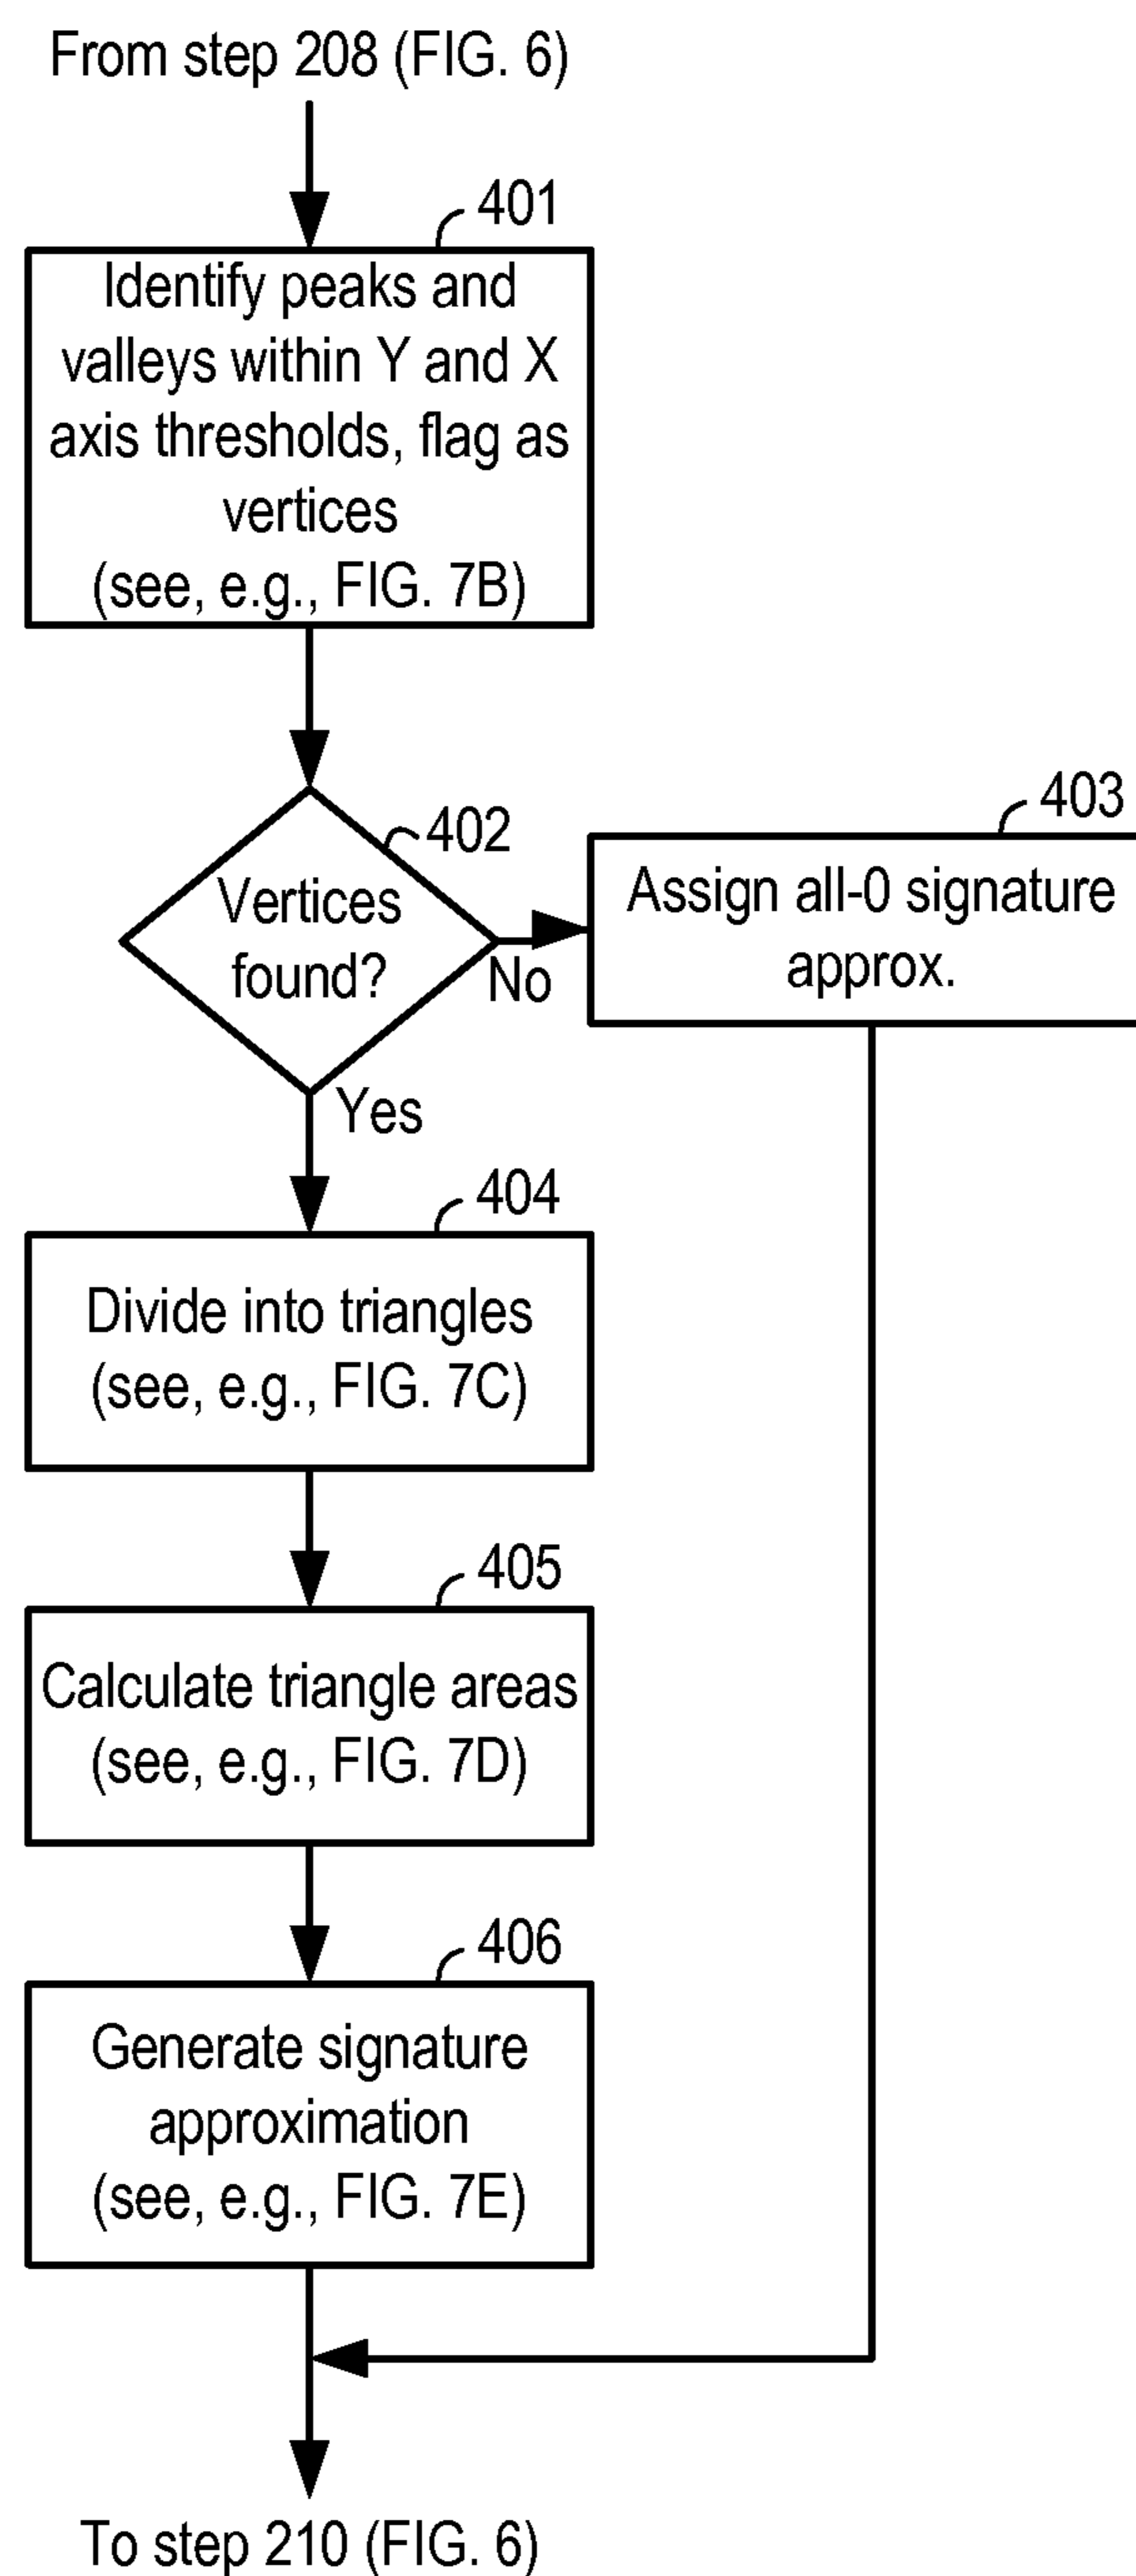 From step 208 (FIG. 6)
401
Identify peaks and
valleys within Y and X
axis thresholds, flag as
vertices
(see, e.g., FIG. 7B)
402
Vertices
found?
No
403
Assign all-0 signature
approx.
Yes
404
Divide into triangles
(see, e.g., FIG. 7C)
405
Calculate triangle areas
(see, e.g., FIG. 7D)
406
Generate signature
approximation
(see, e.g., FIG. 7E)
To step 210 (FIG. 6)